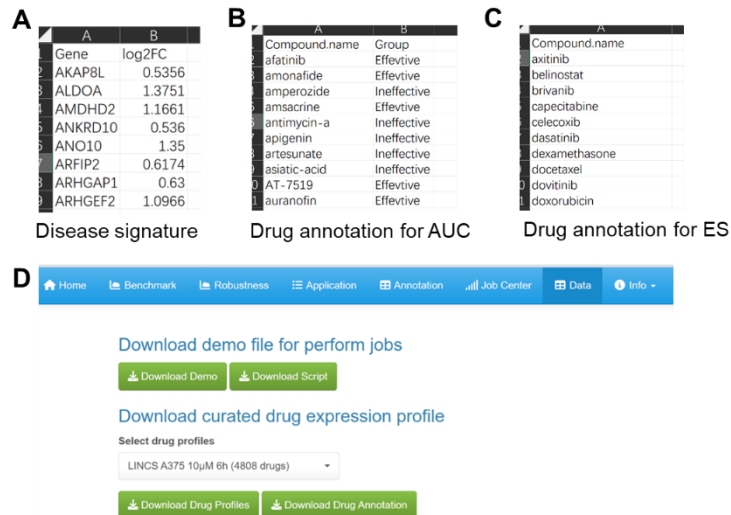 A
A B
Gene log2FC
AKAP8L 0.5356
ALDOA 1.3751
AMDHD2 1.1661
ANKRD10 0.536
ANO10 1.35
ARFIP2 0.6174
ARHGAP1 0.63
ARHGEF2 1.0966
Disease signature
B
A B
Compound.name Group
afatinib Effevtive
amonafide Effevtive
amperozide Ineffective
amsacrine Effevtive
antimycin-a Ineffective
apigenin Ineffective
artesunate Ineffective
asiatic-acid Ineffective
AT-7519 Effevtive
auranofin Effevtive
Drug annotation for AUC
C
A
Compound.name
axitinib
belinostat
brivanib
capecitabine
celecoxib
dasatinib
dexamethasone
docetaxel
dovitinib
doxorubicin
Drug annotation for ES
D
Home Benchmark Robustness Application Annotation Job Center Data Info
Download demo file for perform jobs
Download Demo Download Script
Download curated drug expression profile
Select drug profiles
LINCS A375 10μM 6h (4808 drugs)
Download Drug Profiles Download Drug Annotation